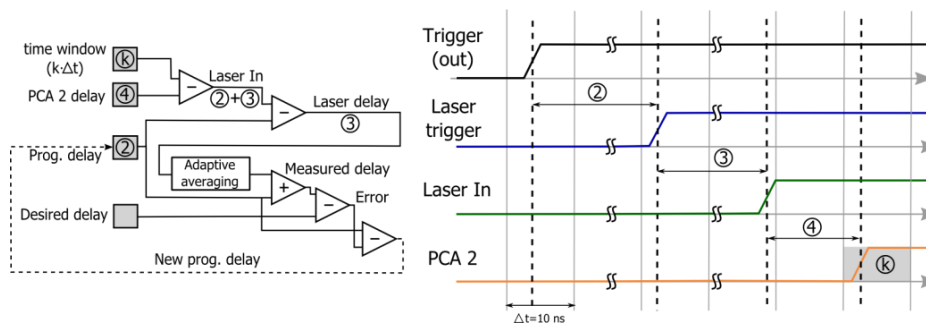 time window
(k·Δt)
ⓚ
PCA 2 delay
④
Laser In
②+③
−
Laser delay
③
−
Prog. delay
②
Adaptive
averaging
Measured delay
+
Error
−
Desired delay
−
New prog. delay
Trigger
(out)
②
Laser
trigger
③
Laser In
④
PCA 2
ⓚ
Δt=10 ns